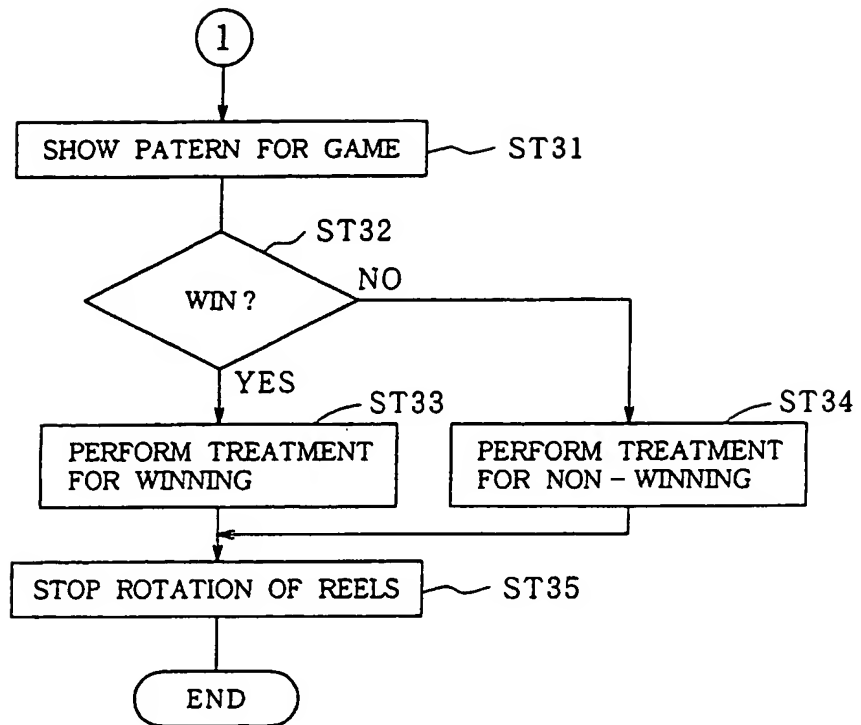 1
SHOW PATERN FOR GAME
ST31
ST32
WIN?
NO
YES
ST33
PERFORM TREATMENT
FOR WINNING
ST34
PERFORM TREATMENT
FOR NON-WINNING
STOP ROTATION OF REELS
ST35
END